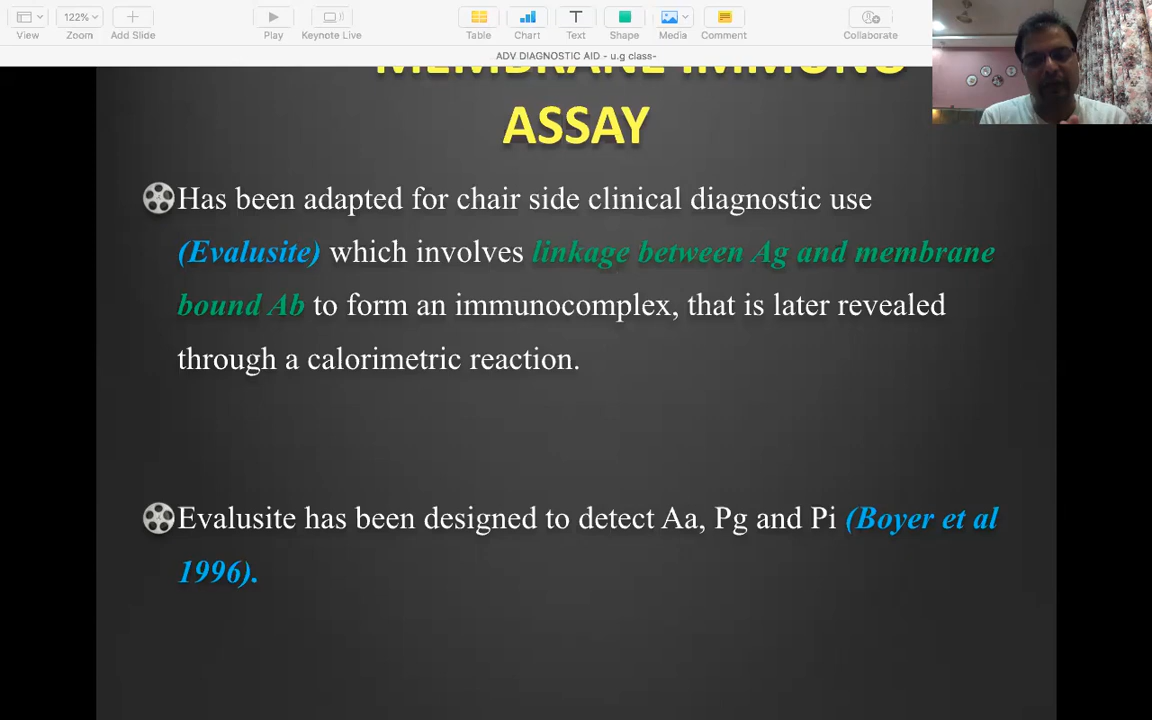 View
122%
Zoom
Add Slide
Play
Keynote Live
Table
Chart
Text
Shape
Media
Comment
Collaborate
ADV DIAGNOSTIC AID - u.g class-
MEMBRANE IMMUNO
ASSAY
Has been adapted for chair side clinical diagnostic use
(Evalusite) which involves linkage between Ag and membrane
bound Ab to form an immunocomplex, that is later revealed
through a calorimetric reaction.
Evalusite has been designed to detect Aa, Pg and Pi (Boyer et al
1996).